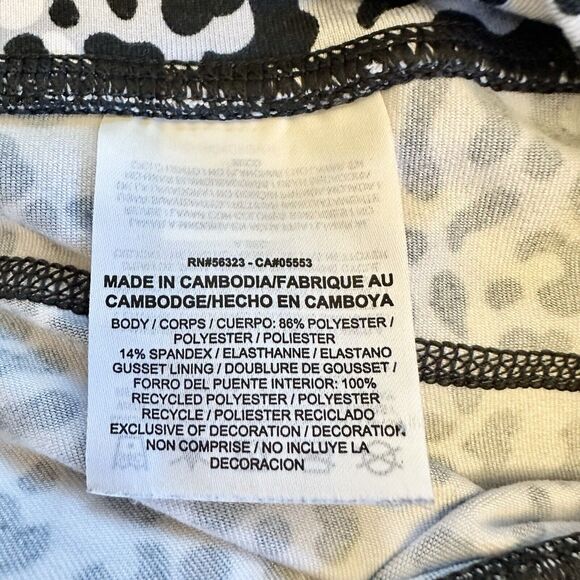 RN#56323 - CA#05553
MADE IN CAMBODIA/FABRIQUE AU
CAMBODGE/HECHO EN CAMBOYA
BODY / CORPS / CUERPO: 86% POLYESTER /
POLYESTER / POLIESTER
14% SPANDEX / ELASTHANNE / ELASTANO
GUSSET LINING / DOUBLURE DE GOUSSET /
FORRO DEL PUENTE INTERIOR: 100%
RECYCLED POLYESTER / POLYESTER
RECYCLE / POLIESTER RECICLADO
EXCLUSIVE OF DECORATION / DECORATION
NON COMPRISE / NO INCLUYE LA
DECORACION